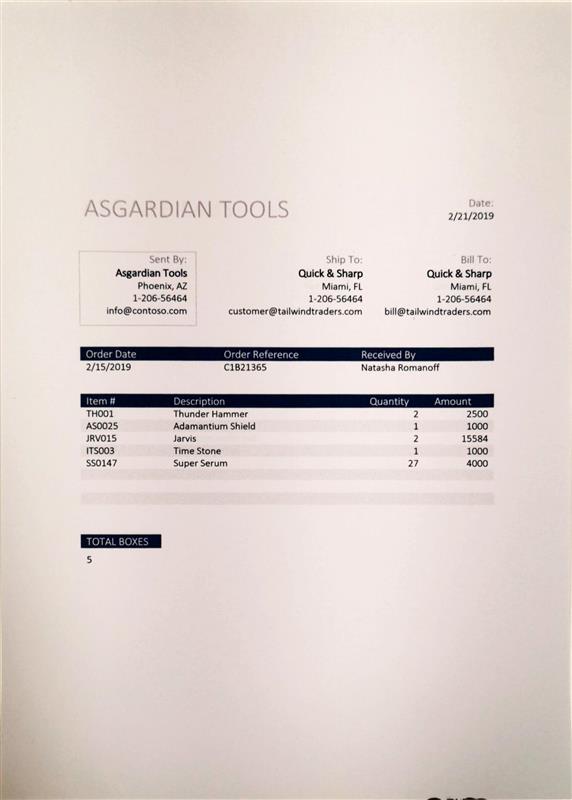 ASGARDIAN TOOLS
Date:
2/21/2019
Sent By:
Asgardian Tools
Phoenix, AZ
1-206-56464
info@contoso.com
Ship To:
Quick & Sharp
Miami, FL
1-206-56464
customer@tailwindtraders.com
Bill To:
Quick & Sharp
Miami, FL
1-206-56464
bill@tailwindtraders.com
Order Date Order Reference Received By
2/15/2019 C1B21365 Natasha Romanoff
Item # Description Quantity Amount
TH001 Thunder Hammer 2 2500
AS0025 Adamantium Shield 1 1000
JRV015 Jarvis 2 15584
ITS003 Time Stone 1 1000
SS0147 Super Serum 27 4000
TOTAL BOXES
5